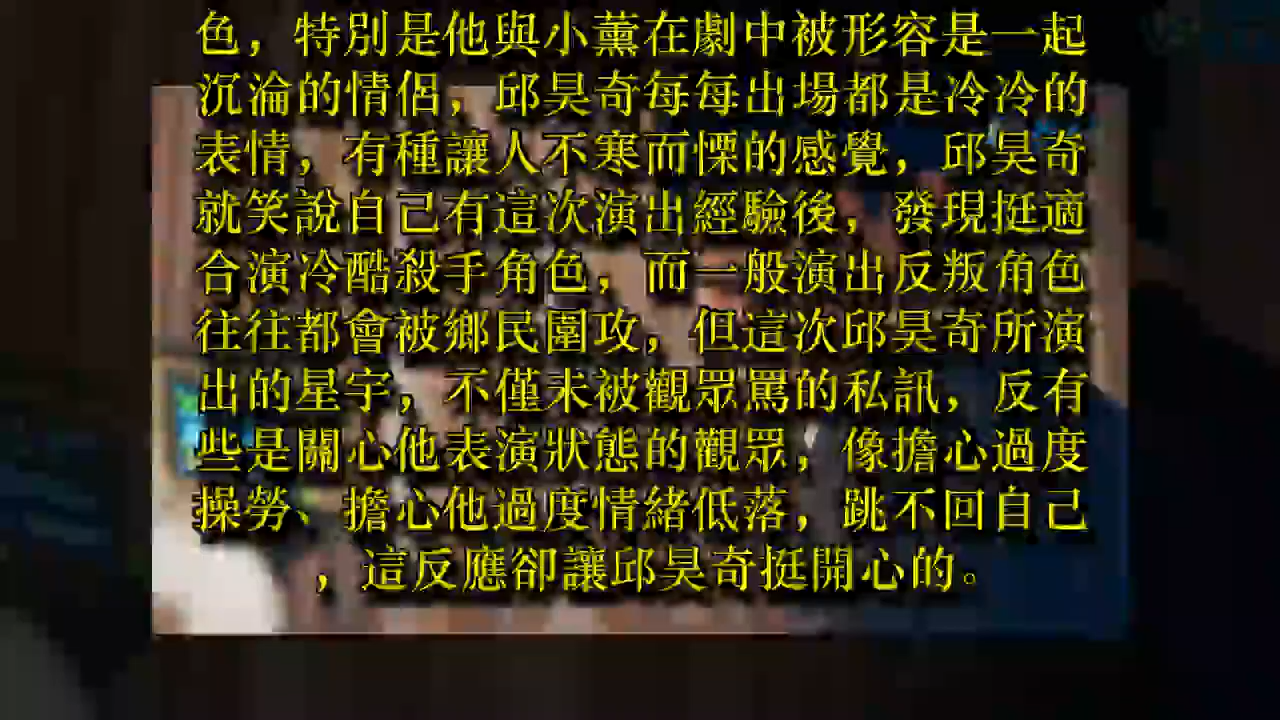 色，特別是他與小薰在劇中被形容是一起
沉淪的情侶，邱昊奇每每出場都是冷冷的
表情，有種讓人不寒而慄的感覺，邱昊奇
就笑說自己有這次演出經驗後，發現挺適
合演冷酷殺手角色，而一般演出反叛角色
往往都會被鄉民圍攻，但這次邱昊奇所演
出的星宇，不僅未被觀眾罵的私訊，反有
些是關心他表演狀態的觀眾，像擔心過度
操勞、擔心他過度情緒低落，跳不回自己
，這反應卻讓邱昊奇挺開心的。